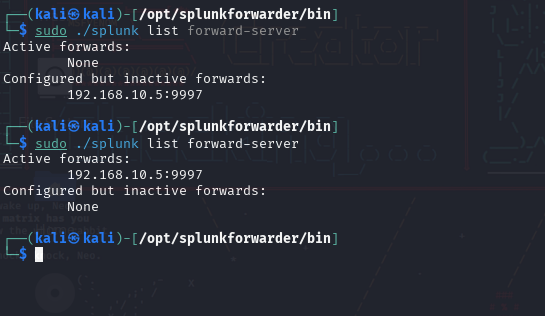 ┌──(kali㉿kali)-[/opt/splunkforwarder/bin]
└─$ sudo ./splunk list forward-server
Active forwards:
        None
Configured but inactive forwards:
        192.168.10.5:9997

┌──(kali㉿kali)-[/opt/splunkforwarder/bin]
└─$ sudo ./splunk list forward-server
Active forwards:
        192.168.10.5:9997
Configured but inactive forwards:
        None

┌──(kali㉿kali)-[/opt/splunkforwarder/bin]
└─$